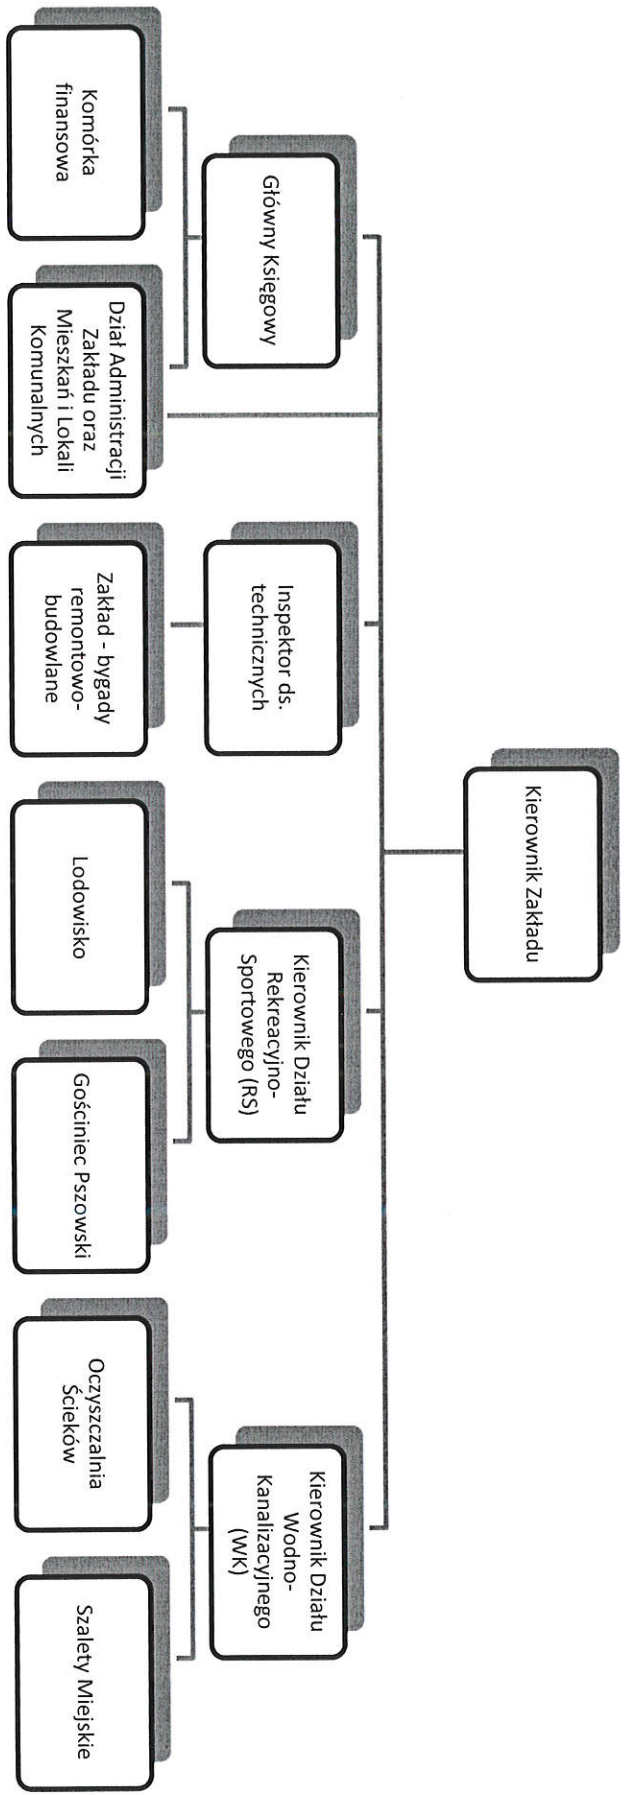 Kierownik Zakładu
Główny Księgowy
Inspektor ds.
technicznych
Kierownik Działu
Rekreacyjno-
Sportowego (RS)
Kierownik Działu
Wodno-
Kanalizacyjnego
(WK)
Komórka
finansowa
Dział Administracji
Zakładu oraz
Mieszkań i Lokali
Komunalnych
Zakład - bygady
remontowo-
budowlane
Lodowisko
Gościniec Pszowski
Oczyszczalnia
Ścieków
Szalety Miejskie